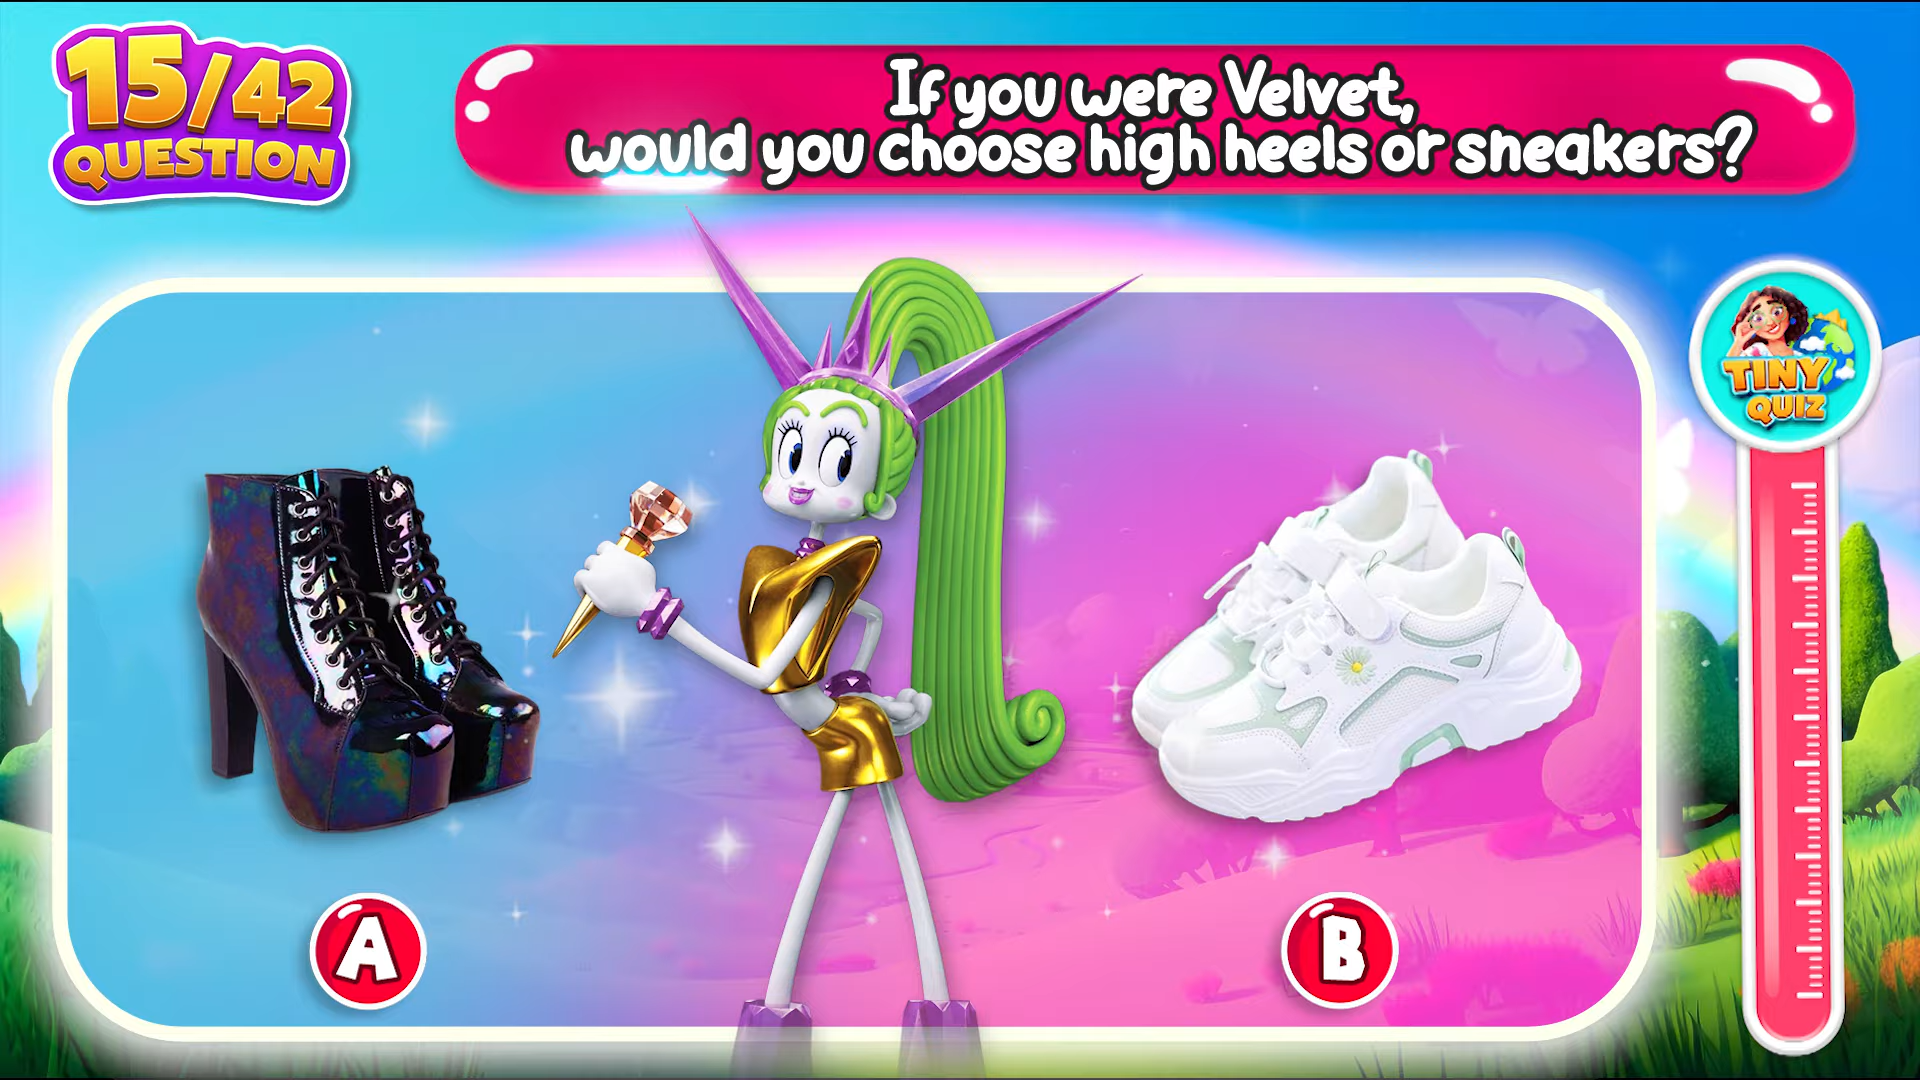 15/42
QUESTION
If you were Velvet,
would you choose high heels or sneakers?
TINY
QUIZ
A
B